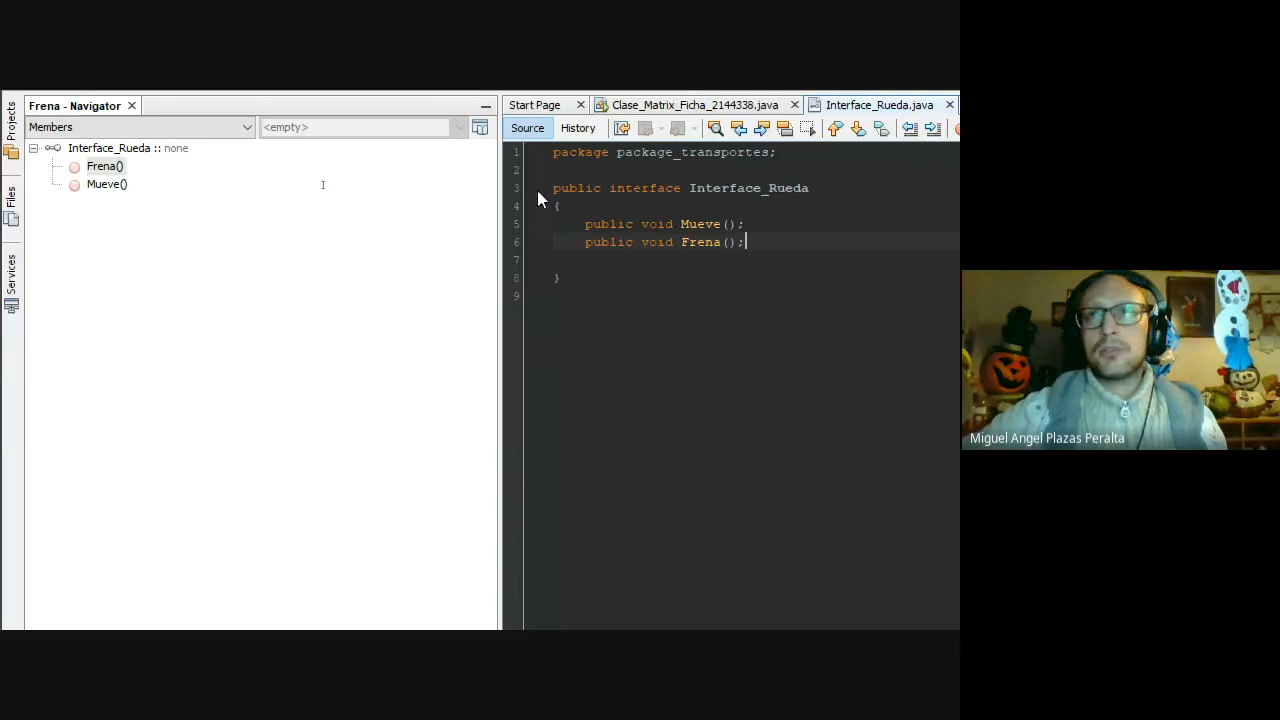 Projects
Files
Services
Frena - Navigator
Members
<empty>
Interface_Rueda :: none
Frena()
Mueve()
Start Page
Clase_Matrix_Ficha_2144338.java
Interface_Rueda.java
Source
History
1 package package_transportes;
2
3 public interface Interface_Rueda
4 {
5 public void Mueve();
6 public void Frena();
7
8 }
9
Miguel Angel Plazas Peralta